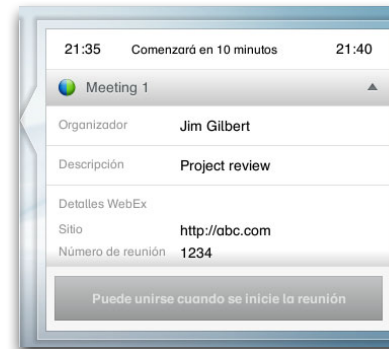 21:35 Comenzará en 10 minutos 21:40
Meeting 1
Organizador Jim Gilbert
Descripción Project review
Detalles WebEx
Sitio http://abc.com
Número de reunión 1234
Puede unirse cuando se inicie la reunión